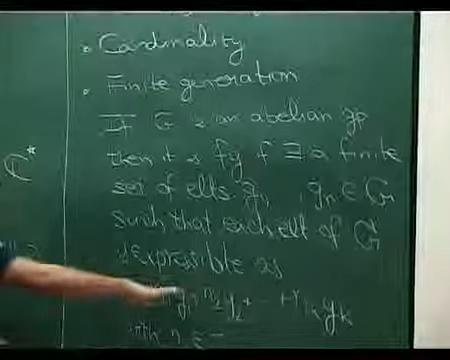 • Cardinality
• Finite generation
If G is an abelian gp
then it is fg if ∃ a finite
C*
set of elts g₁, gₙ ∈ G
such that each elt of G
is expressible as